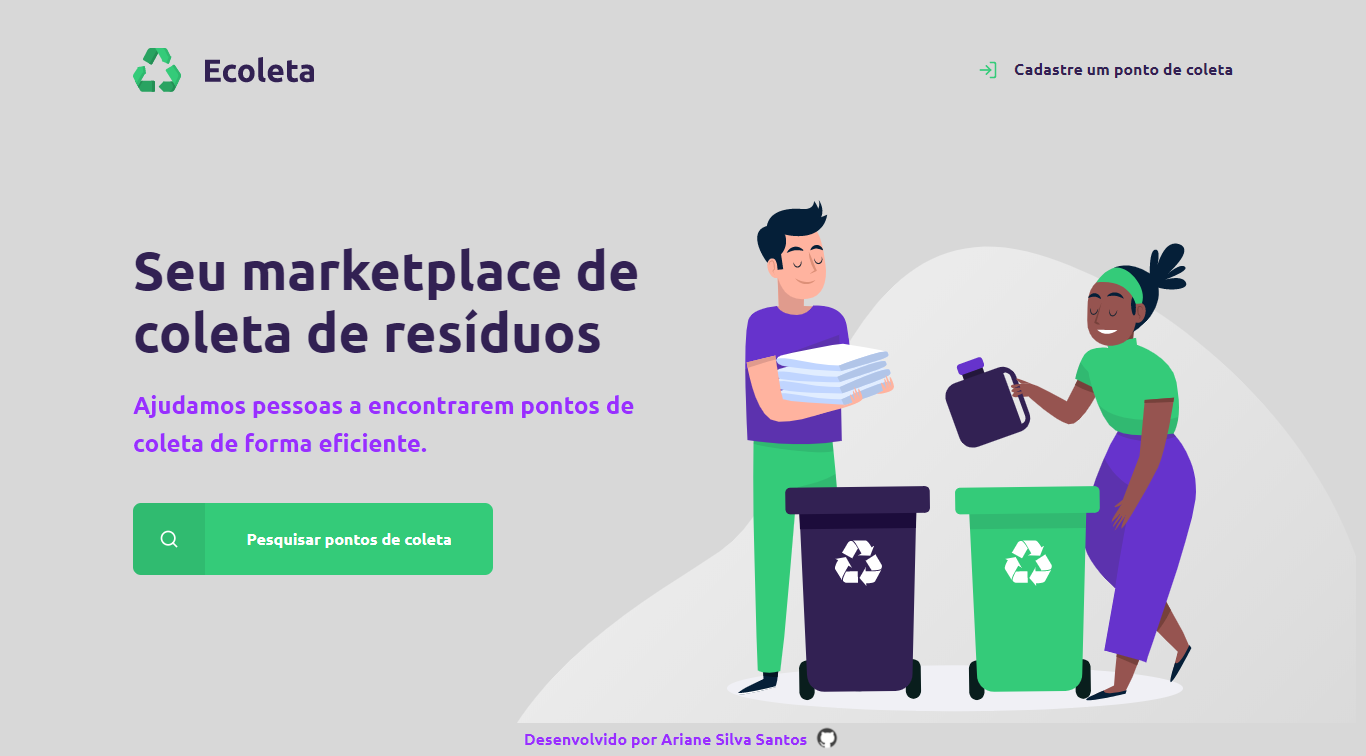 Ecoleta
Cadastre um ponto de coleta
Seu marketplace de
coleta de resíduos
Ajudamos pessoas a encontrarem pontos de
coleta de forma eficiente.
Pesquisar pontos de coleta
Desenvolvido por Ariane Silva Santos